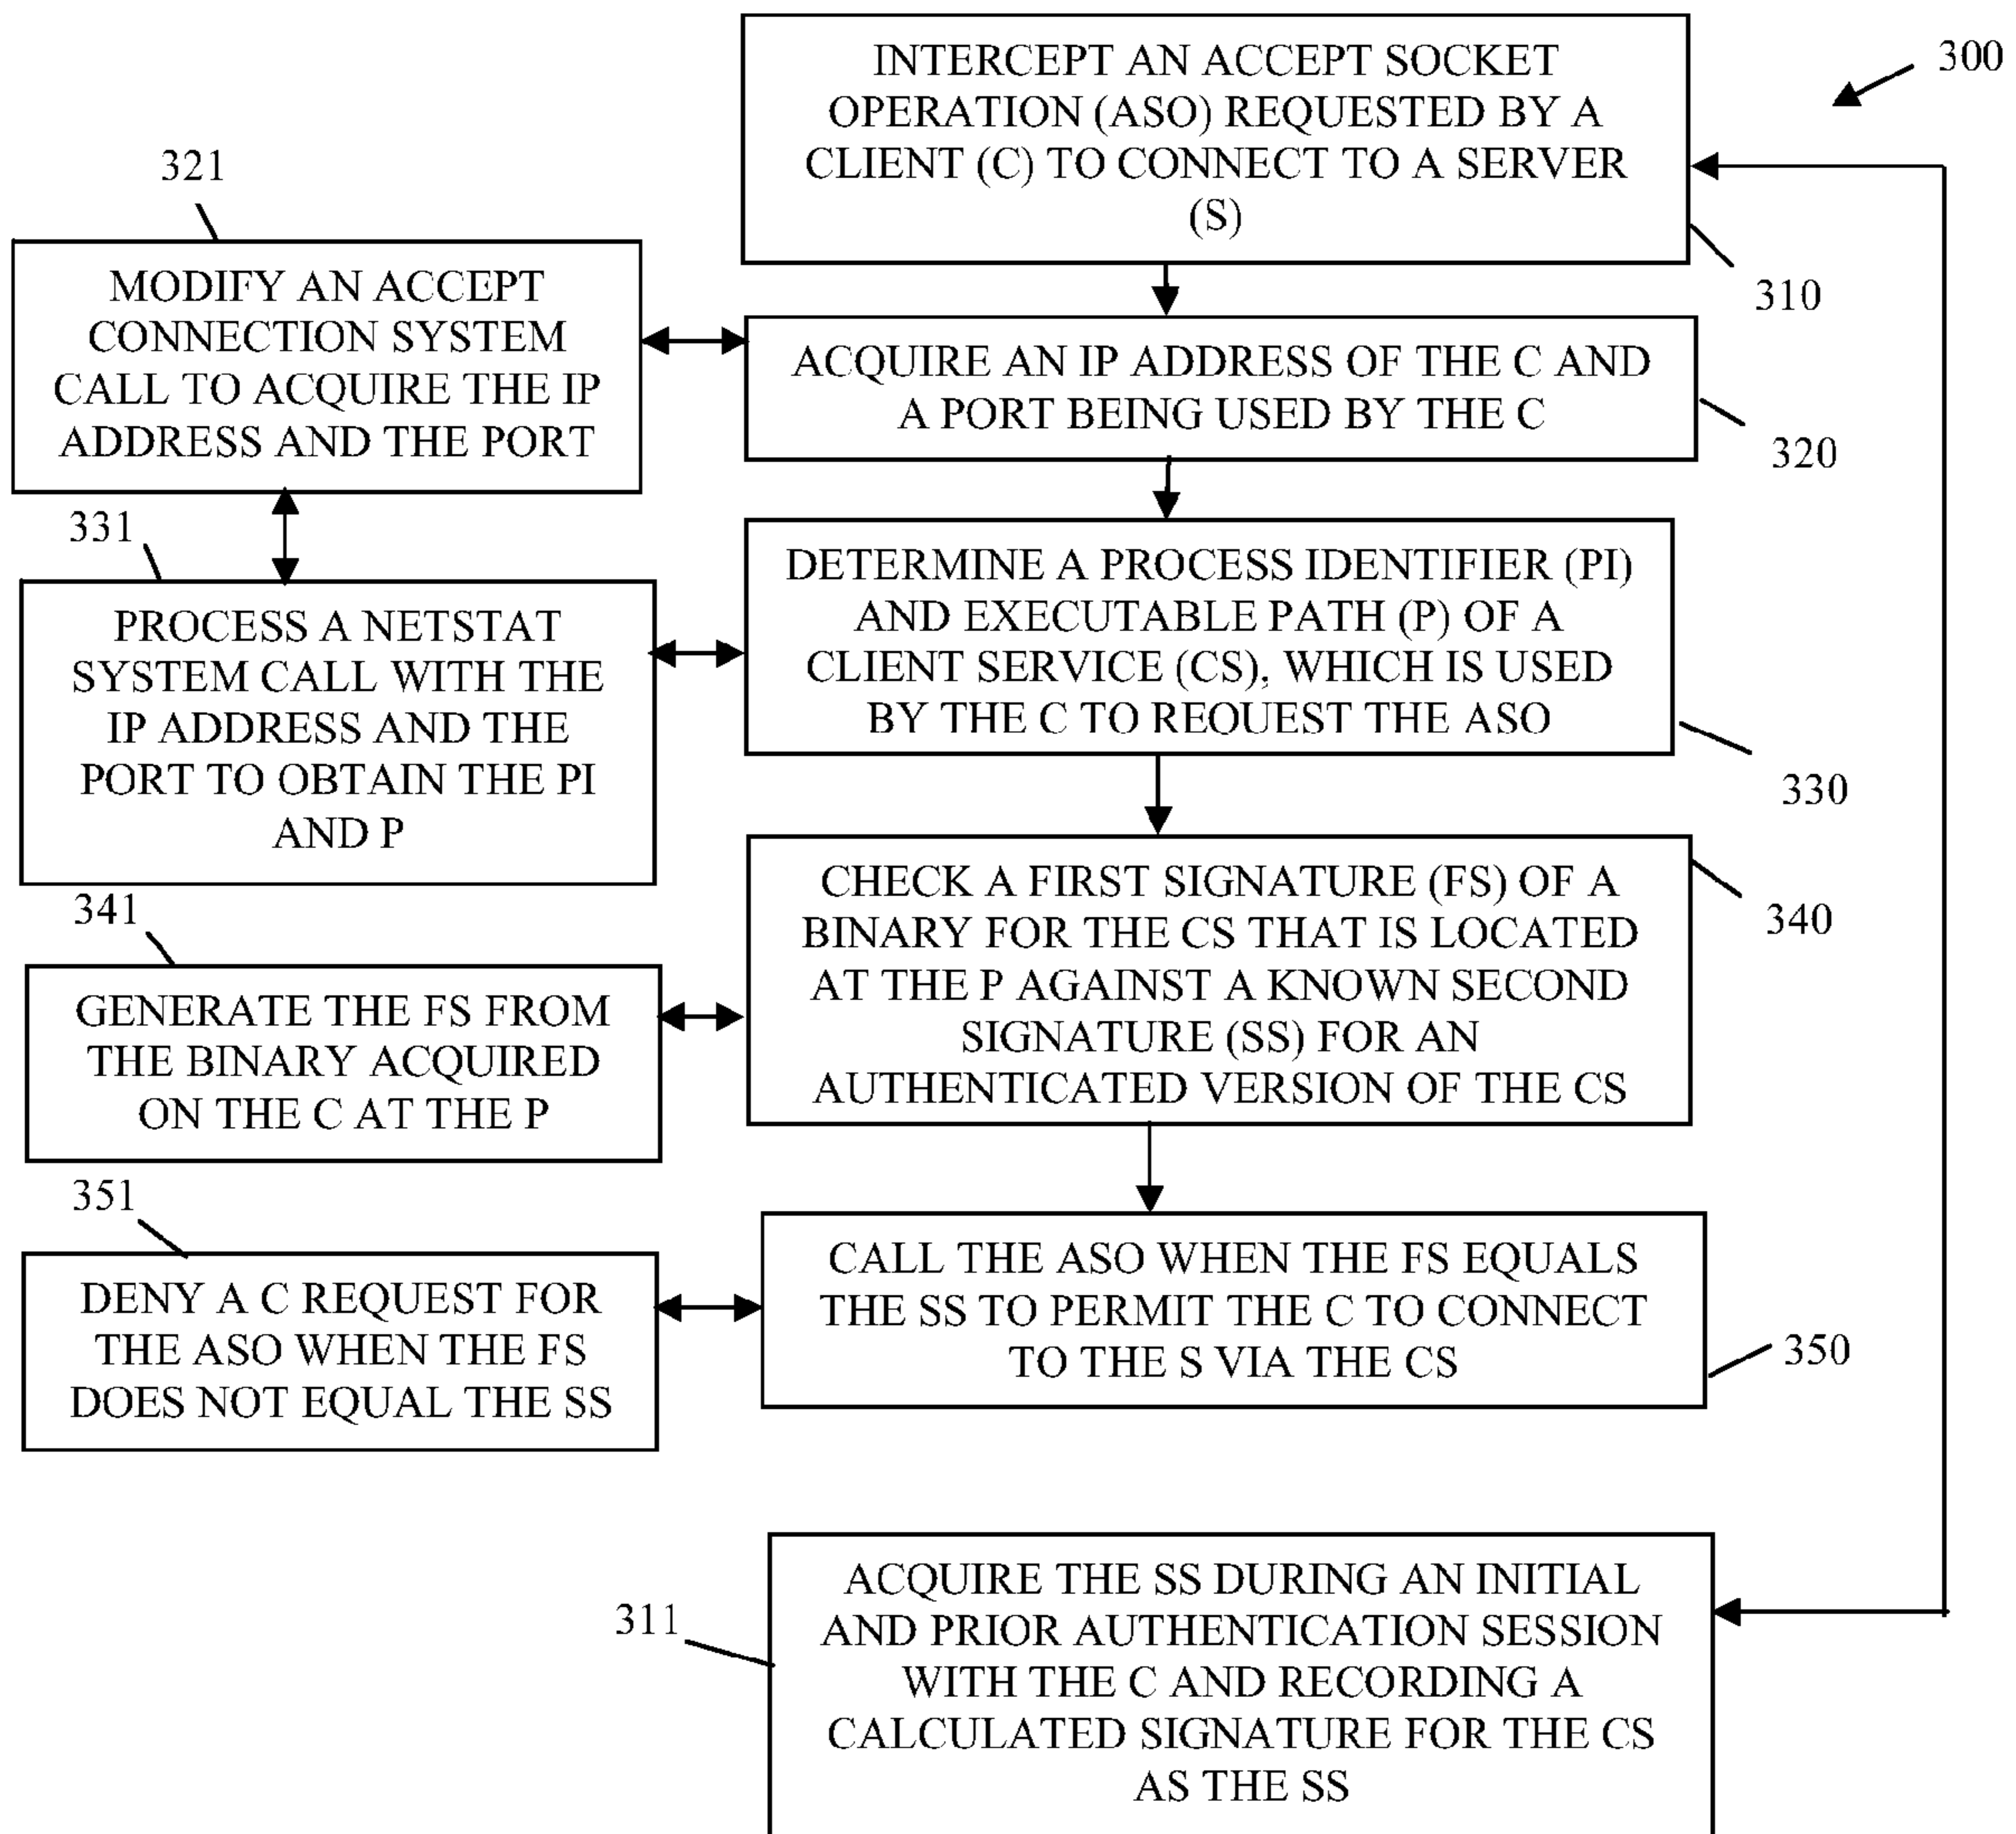 300
INTERCEPT AN ACCEPT SOCKET
OPERATION (ASO) REQUESTED BY A
CLIENT (C) TO CONNECT TO A SERVER
(S)
310
321
MODIFY AN ACCEPT
CONNECTION SYSTEM
CALL TO ACQUIRE THE IP
ADDRESS AND THE PORT
ACQUIRE AN IP ADDRESS OF THE C AND
A PORT BEING USED BY THE C
320
331
PROCESS A NETSTAT
SYSTEM CALL WITH THE
IP ADDRESS AND THE
PORT TO OBTAIN THE PI
AND P
DETERMINE A PROCESS IDENTIFIER (PI)
AND EXECUTABLE PATH (P) OF A
CLIENT SERVICE (CS), WHICH IS USED
BY THE C TO REQUEST THE ASO
330
341
GENERATE THE FS FROM
THE BINARY ACQUIRED
ON THE C AT THE P
CHECK A FIRST SIGNATURE (FS) OF A
BINARY FOR THE CS THAT IS LOCATED
AT THE P AGAINST A KNOWN SECOND
SIGNATURE (SS) FOR AN
AUTHENTICATED VERSION OF THE CS
340
351
DENY A C REQUEST FOR
THE ASO WHEN THE FS
DOES NOT EQUAL THE SS
CALL THE ASO WHEN THE FS EQUALS
THE SS TO PERMIT THE C TO CONNECT
TO THE S VIA THE CS
350
311
ACQUIRE THE SS DURING AN INITIAL
AND PRIOR AUTHENTICATION SESSION
WITH THE C AND RECORDING A
CALCULATED SIGNATURE FOR THE CS
AS THE SS